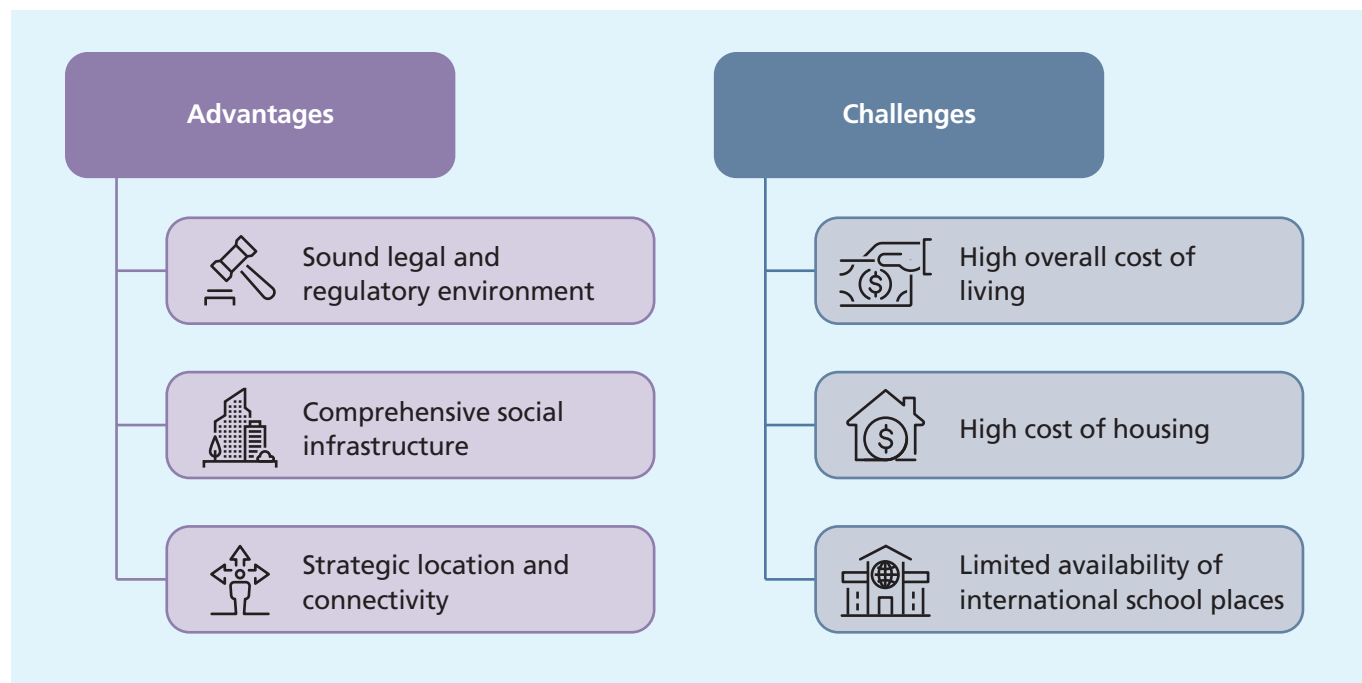 Advantages
Sound legal and
regulatory environment
Comprehensive social
infrastructure
Strategic location and
connectivity
Challenges
High overall cost of
living
$
High cost of housing
$
Limited availability of
international school places